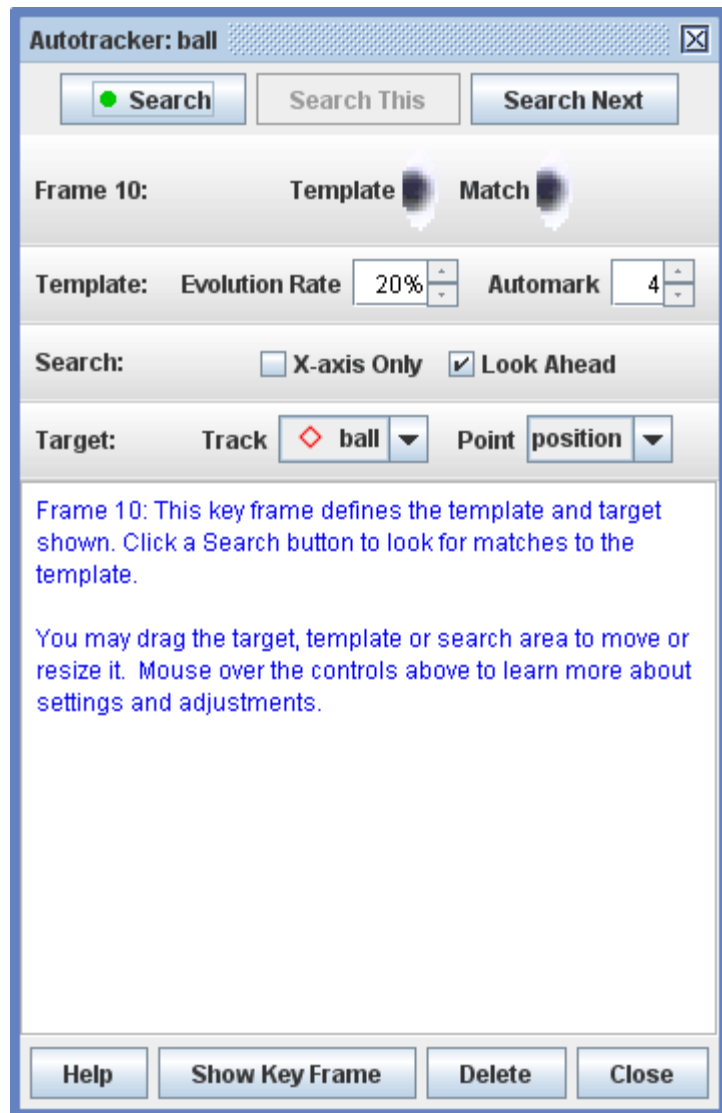 Autotracker: ball
Search Search This Search Next
Frame 10: Template Match
Template: Evolution Rate 20% Automark 4
Search: X-axis Only Look Ahead
Target: Track ball Point position
Frame 10: This key frame defines the template and target
shown. Click a Search button to look for matches to the
template.
You may drag the target, template or search area to move or
resize it.  Mouse over the controls above to learn more about
settings and adjustments.
Help Show Key Frame Delete Close